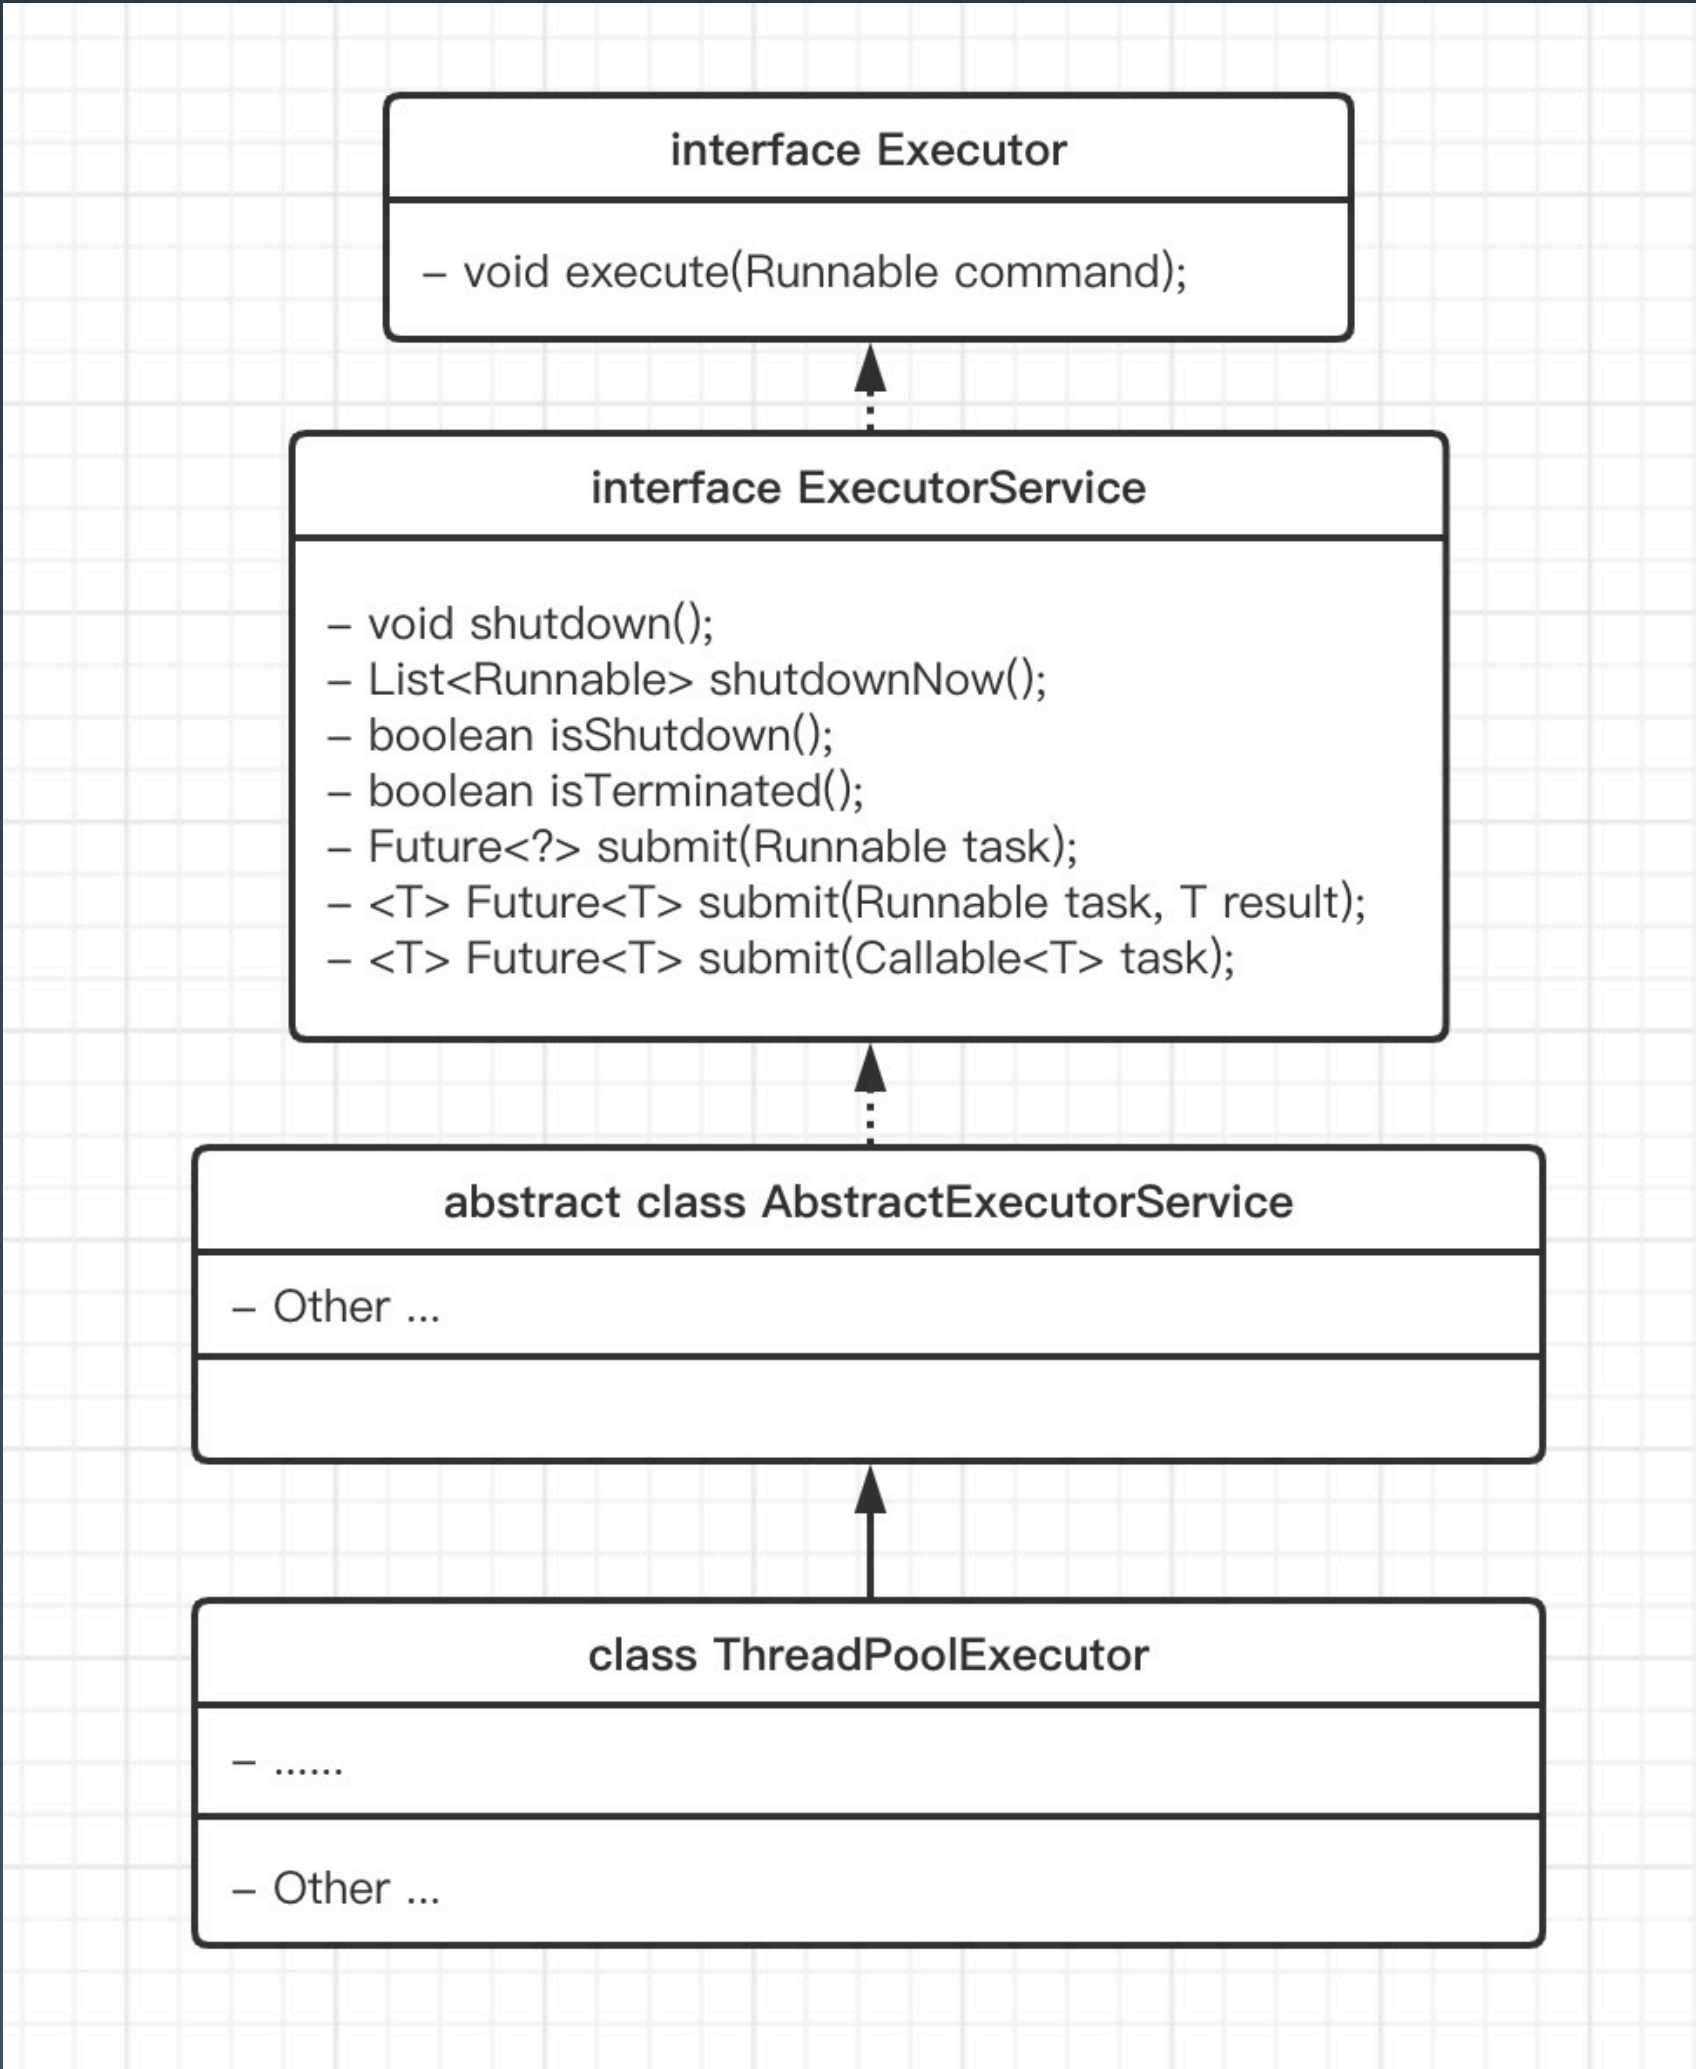 interface Executor
– void execute(Runnable command);
interface ExecutorService
– void shutdown();
– List<Runnable> shutdownNow();
– boolean isShutdown();
– boolean isTerminated();
– Future<?> submit(Runnable task);
– <T> Future<T> submit(Runnable task, T result);
– <T> Future<T> submit(Callable<T> task);
abstract class AbstractExecutorService
– Other ...
class ThreadPoolExecutor
– ......
– Other ...